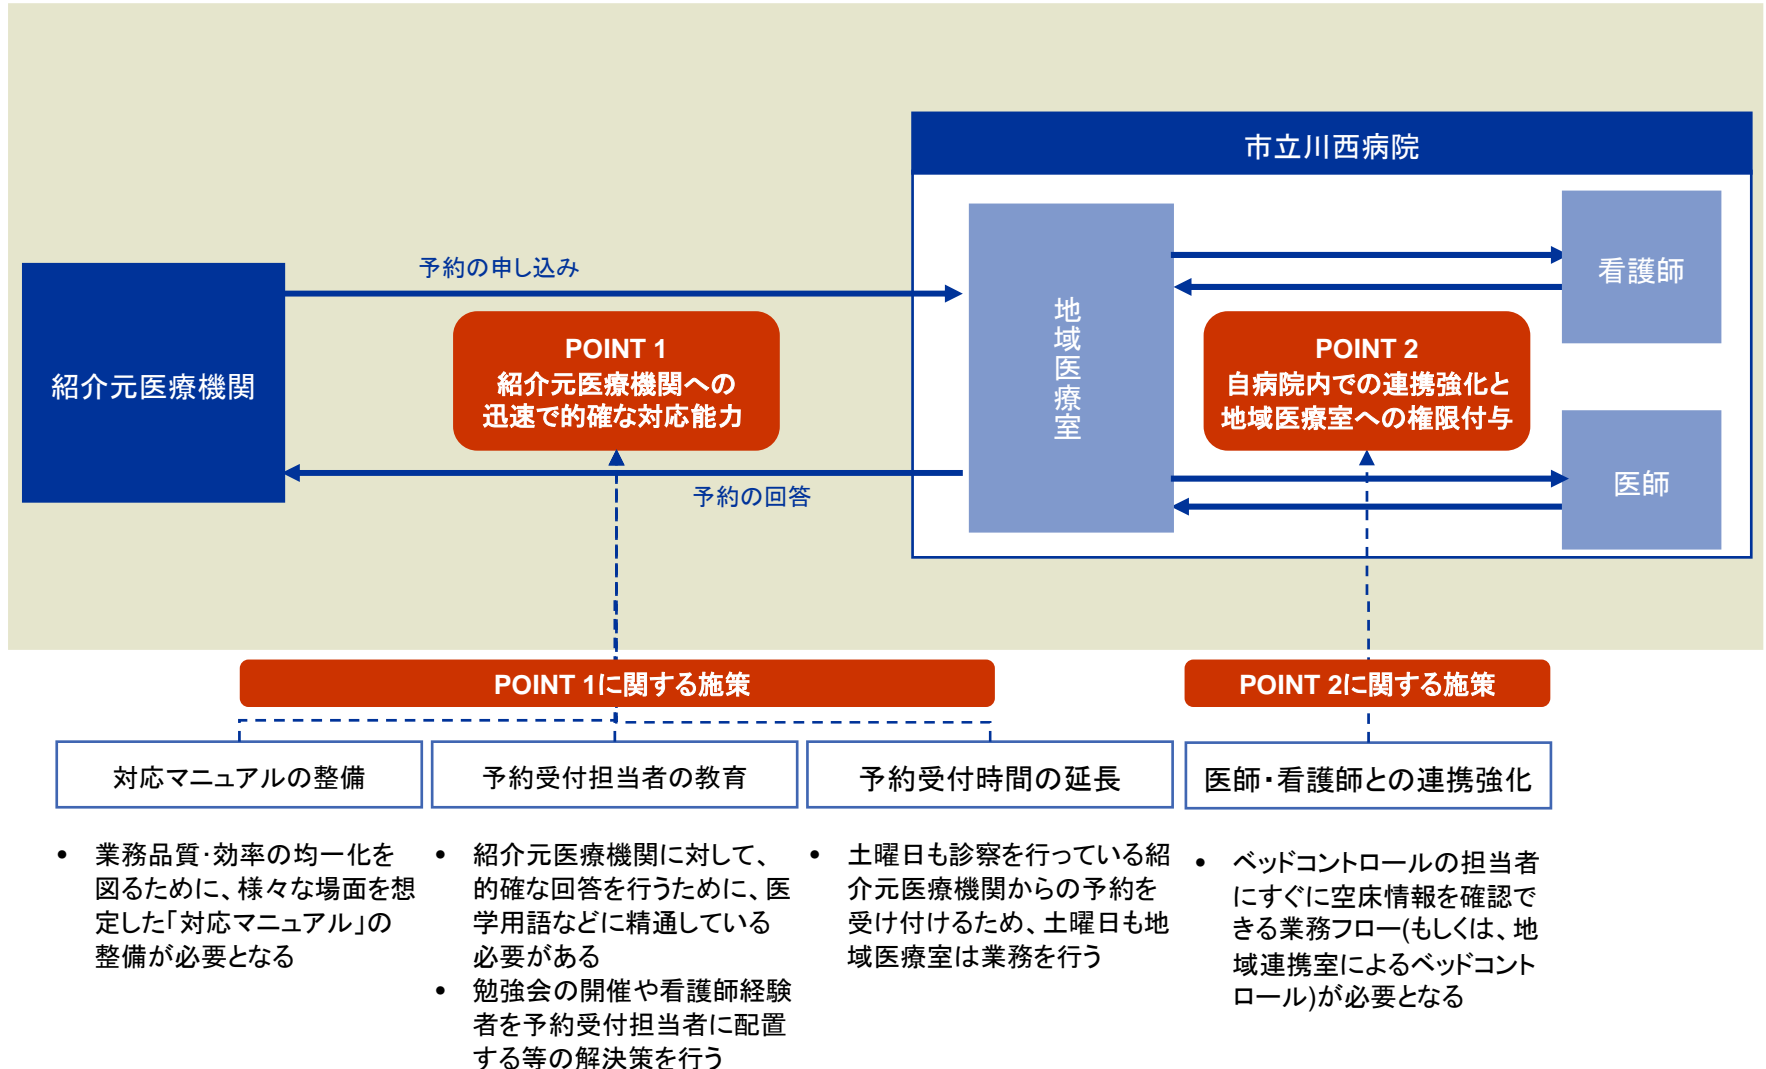 市立川西病院
予約の申し込み
紹介元医療機関
地域医療室
看護師
POINT 1
紹介元医療機関への
迅速で的確な対応能力
POINT 2
自病院内での連携強化と
地域医療室への権限付与
予約の回答
医師
POINT 1に関する施策
POINT 2に関する施策
対応マニュアルの整備
予約受付担当者の教育
予約受付時間の延長
医師・看護師との連携強化
• 業務品質・効率の均一化を
図るために、様々な場面を想
定した「対応マニュアル」の
整備が必要となる
• 紹介元医療機関に対して、
的確な回答を行うために、医
学用語などに精通している
必要がある
• 勉強会の開催や看護師経験
者を予約受付担当者に配置
する等の解決策を行う
• 土曜日も診察を行っている紹
介元医療機関からの予約を
受け付けるため、土曜日も地
域医療室は業務を行う
• ベッドコントロールの担当者
にすぐに空床情報を確認で
きる業務フロー(もしくは、地
域連携室によるベッドコント
ロール)が必要となる